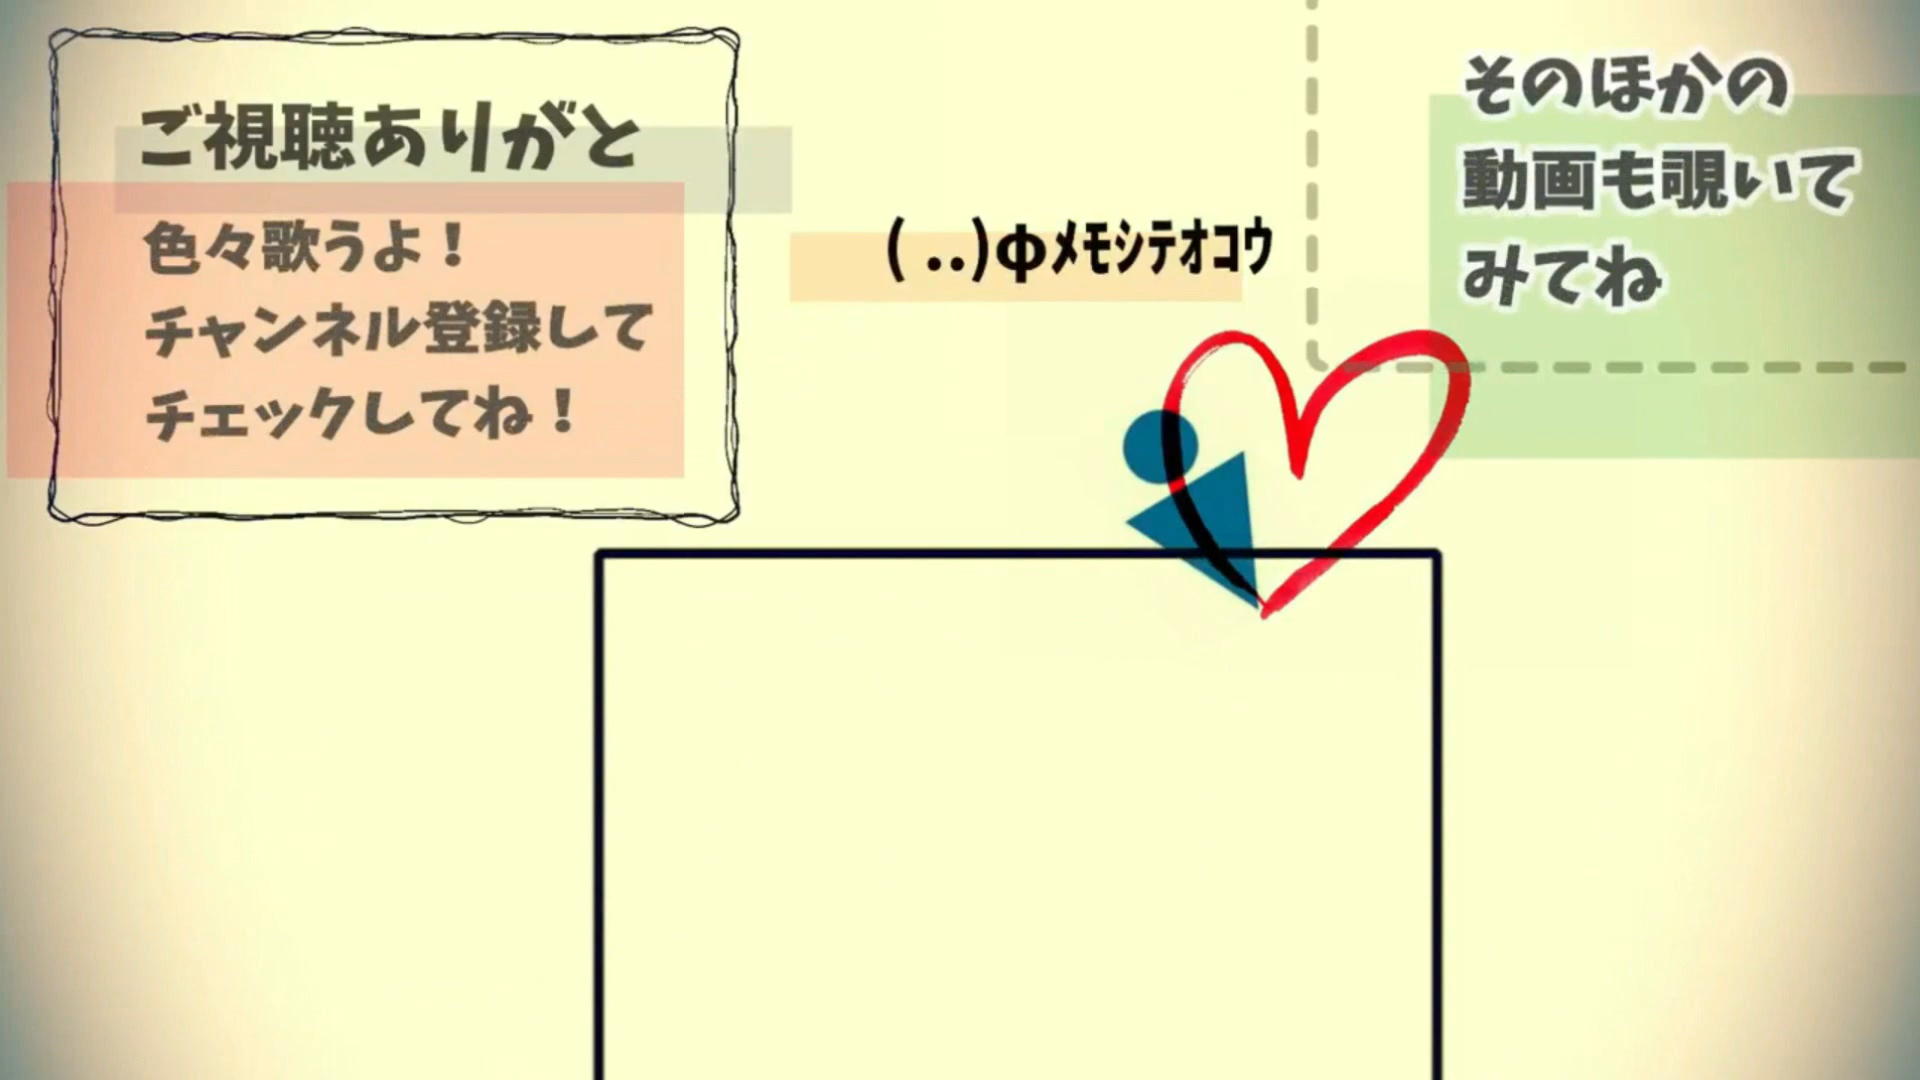 ご視聴ありがと
色々歌うよ！
チャンネル登録して
チェックしてね！
( ..)φﾒﾓｼﾃｵｺｳ
そのほかの
動画も覗いて
みてね